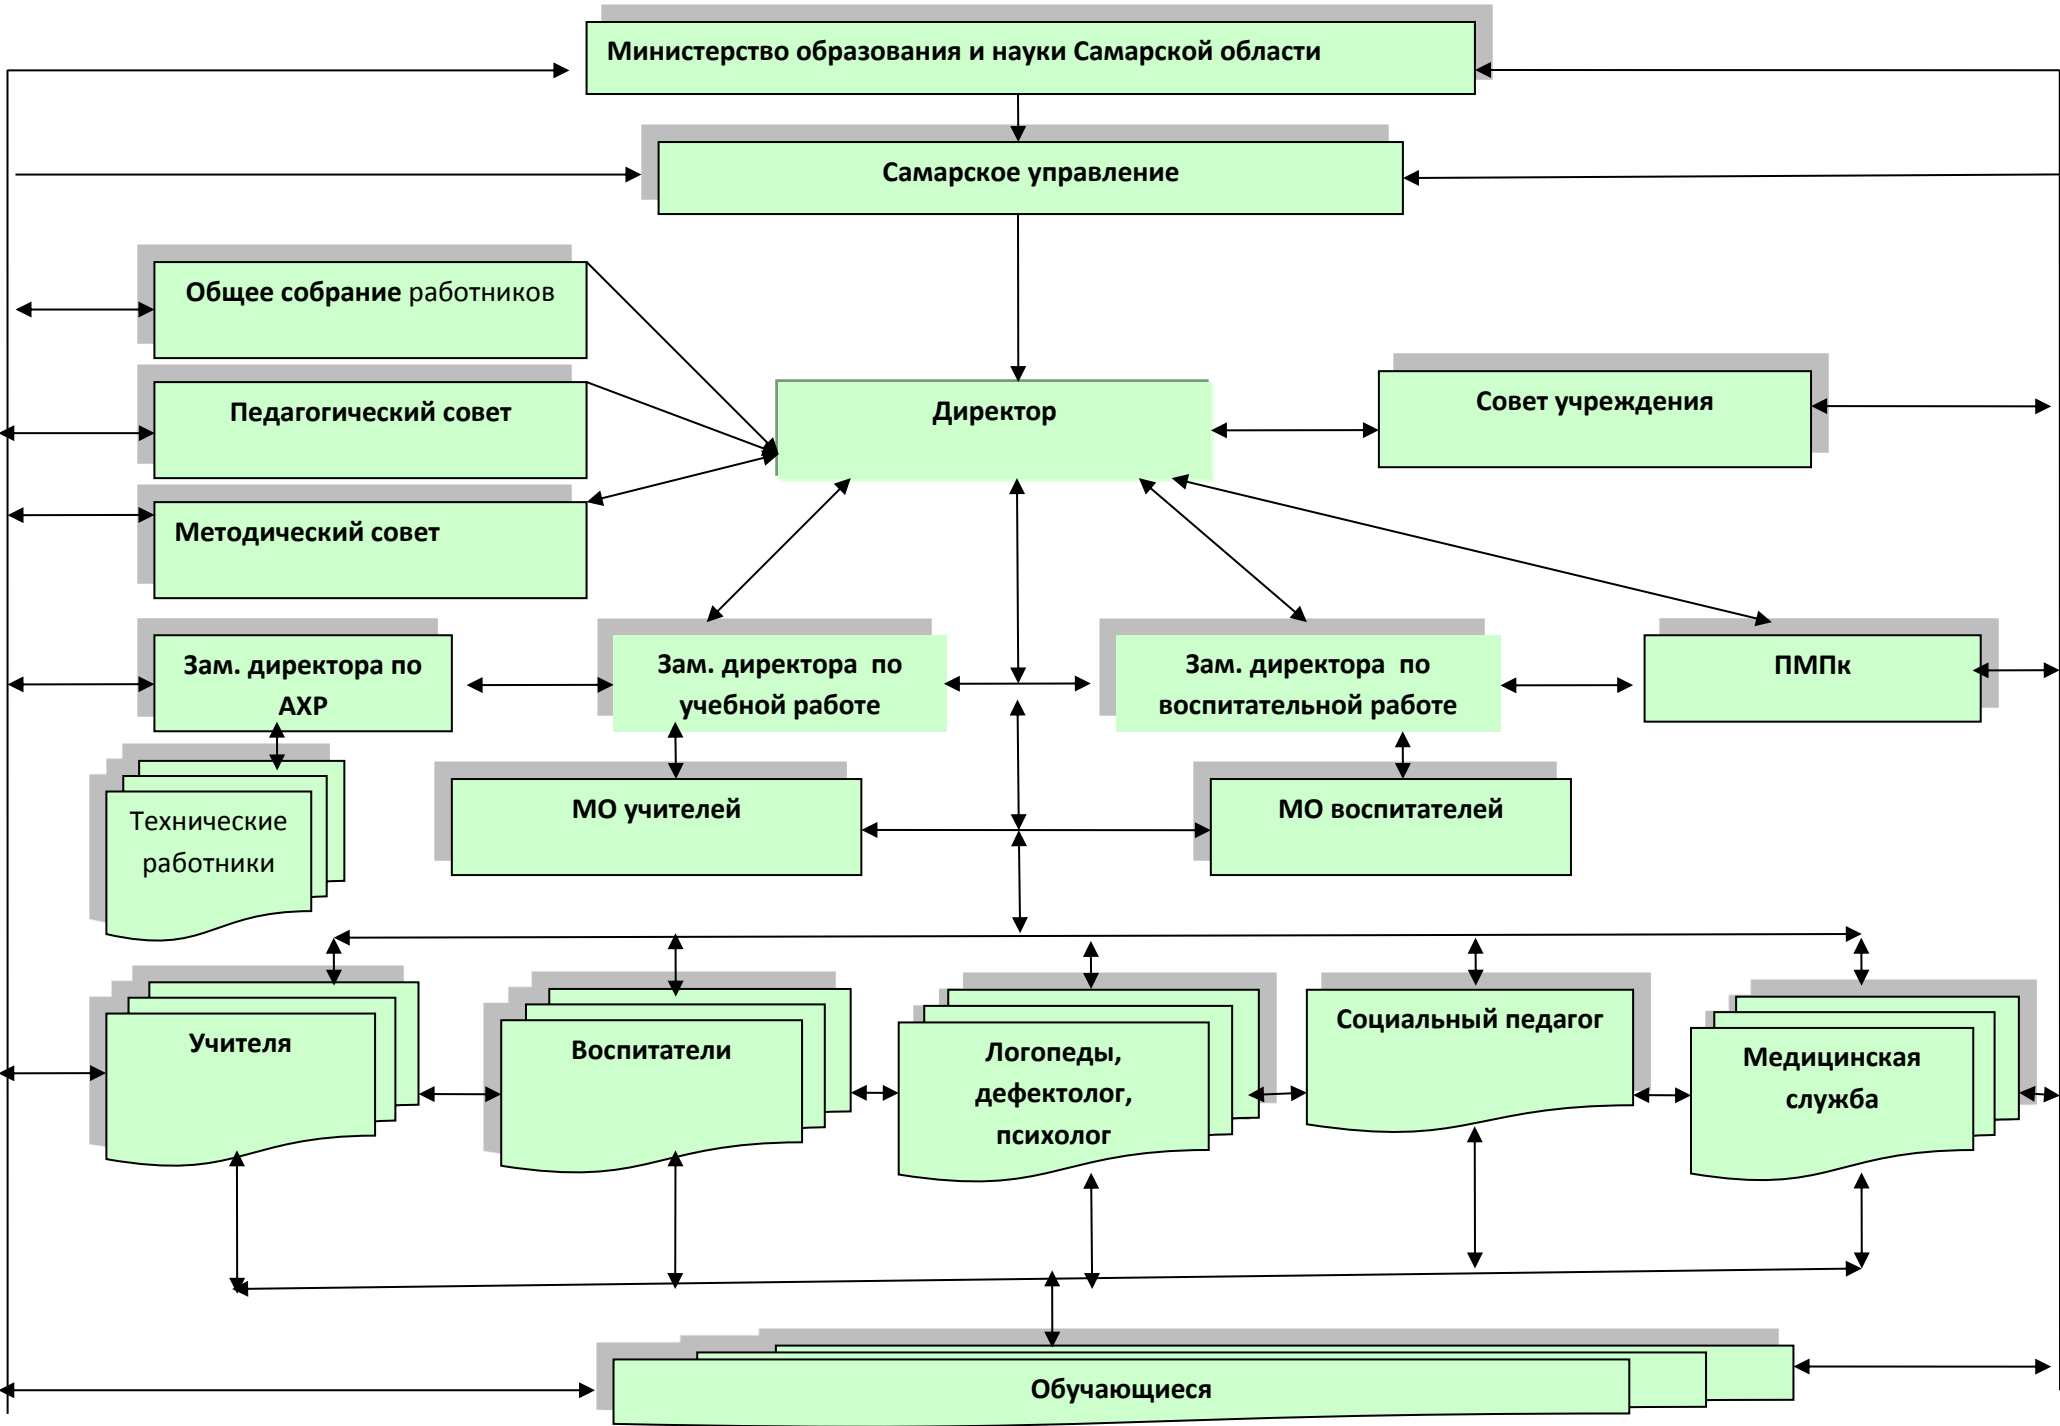 Министерство образования и науки Самарской области
Самарское управление
Общее собрание работников
Педагогический совет
Методический совет
Директор
Совет учреждения
Зам. директора по
АХР
Зам. директора по
учебной работе
Зам. директора по
воспитательной работе
ПМПк
Технические
работники
МО учителей
МО воспитателей
Учителя
Воспитатели
Логопеды,
дефектолог,
психолог
Социальный педагог
Медицинская
служба
Обучающиеся